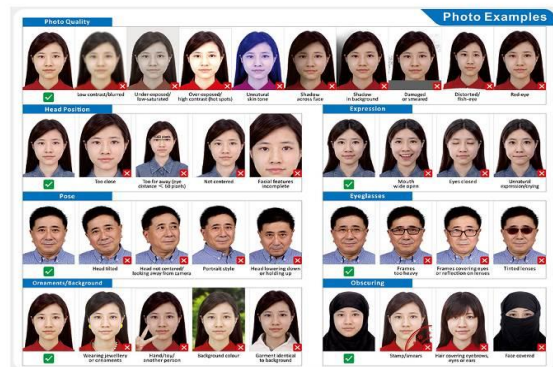 Photo Examples
Photo Quality
Low contrast/blurred
Under-exposed/
low-saturated
Over-exposed/
high contrast (hot spots)
Unnatural
skin tone
Shadow
across face
Shadow
in background
Damaged
or smeared
Distorted/
fish-eye
Red eye
Head Position
Too close
Too far away (eye
distance < 60 pixels)
Not centered
Facial features
incomplete
Expression
Mouth
wide open
Eyes closed
Unnatural
expression/crying
Pose
Head tilted
Head not centered/
looking away from camera
Portrait style
Head lowering down
or holding up
Eyeglasses
Frames
too heavy
Frames covering eyes
or reflection on lenses
Tinted lenses
Ornaments/Background
Wearing jewellery
or ornaments
Hand/toy/
another person
Background colour
Garment identical
to background
Obscuring
Stamp/smears
Hair covering eyebrows,
eyes or ears
Face covered